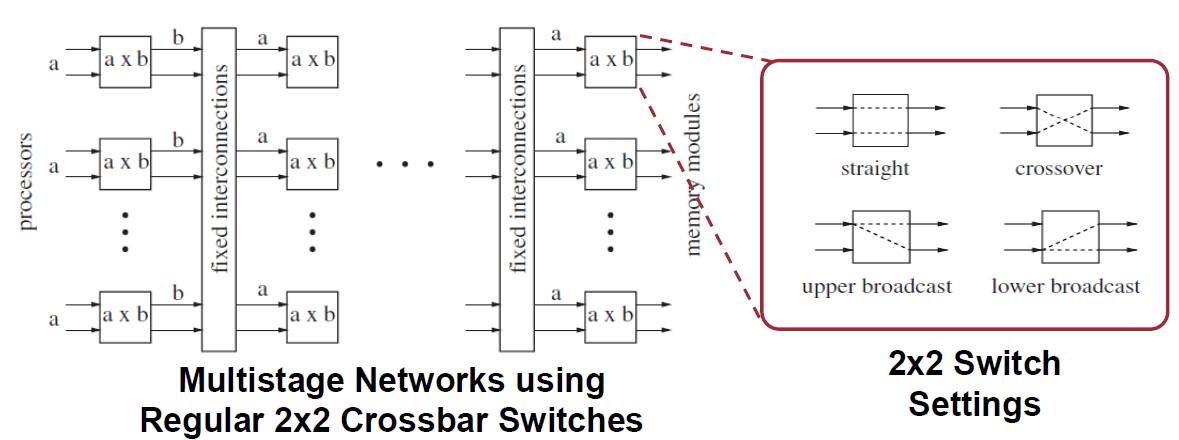 b
a
a
a
a x b
a x b
a x b
b
a
a
a
a x b
a x b
a x b
b
a
a
a
a x b
a x b
a x b
processors
fixed interconnections
fixed interconnections
memory modules
straight
crossover
upper broadcast
lower broadcast
Multistage Networks using
Regular 2x2 Crossbar Switches
2x2 Switch
Settings